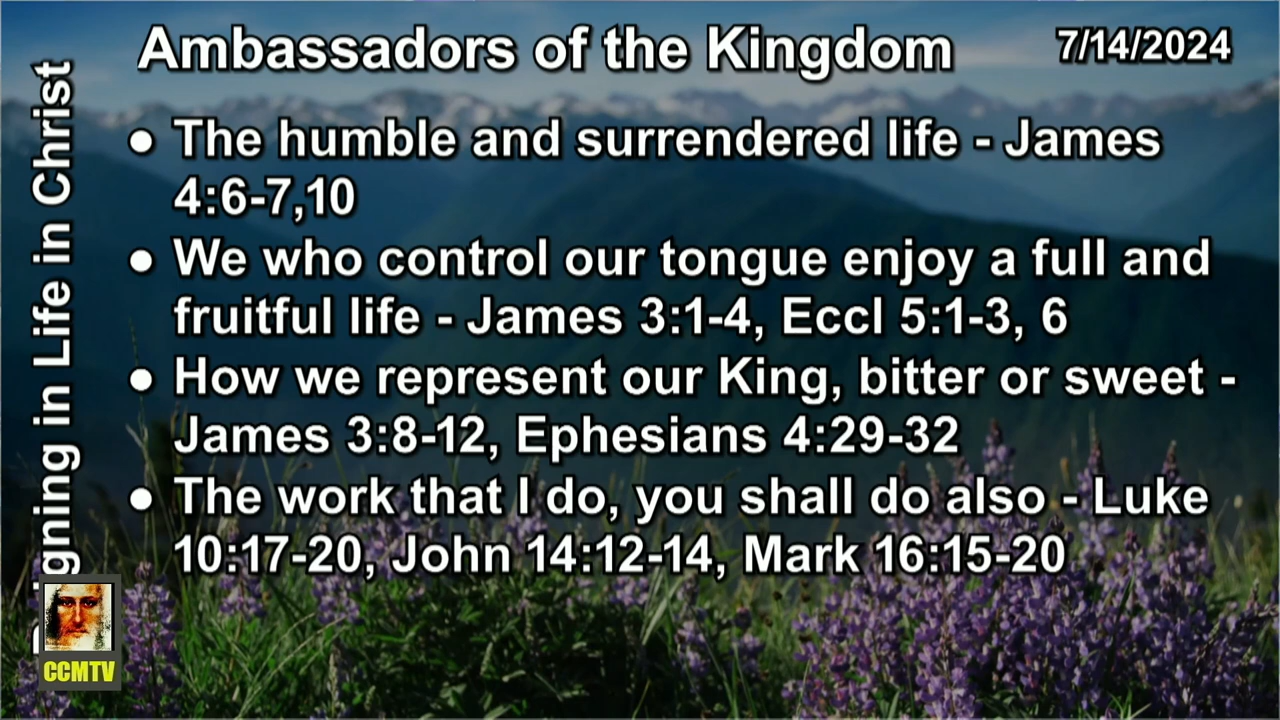 Ambassadors of the Kingdom
7/14/2024
● The humble and surrendered life - James
4:6-7,10
● We who control our tongue enjoy a full and
fruitful life - James 3:1-4, Eccl 5:1-3, 6
● How we represent our King, bitter or sweet -
James 3:8-12, Ephesians 4:29-32
● The work that I do, you shall do also - Luke
10:17-20, John 14:12-14, Mark 16:15-20
in Life in Christ
CCMTV